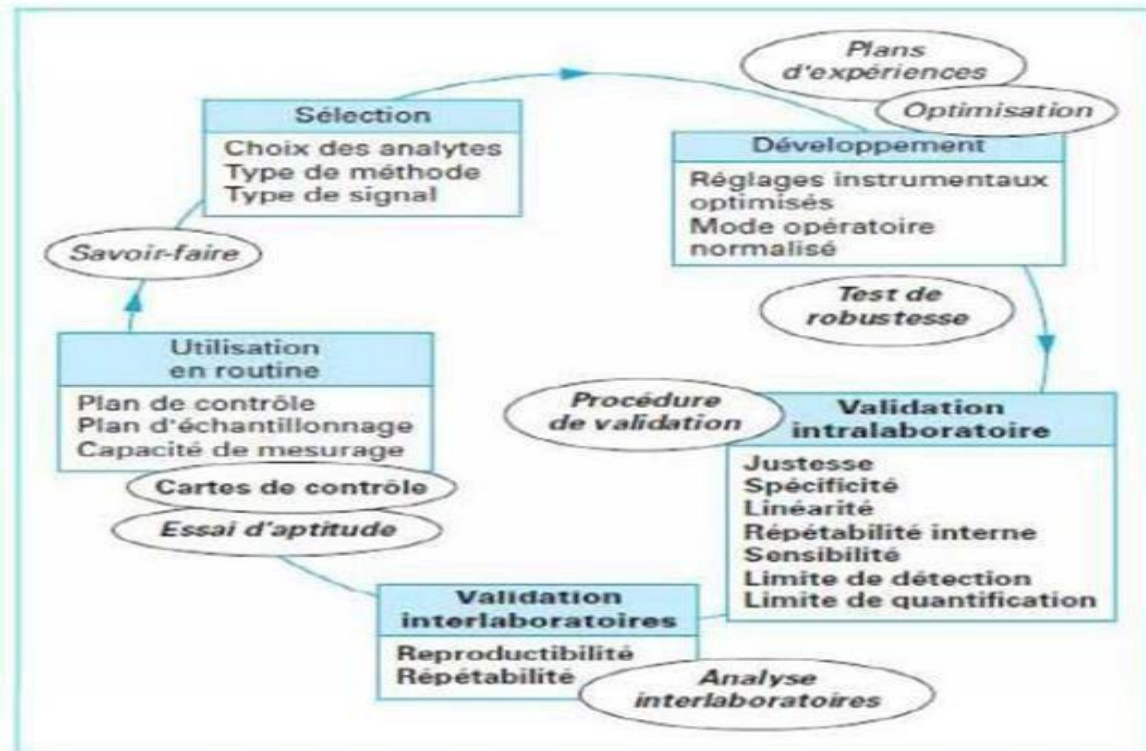 Plans
d'expériences
Optimisation
Sélection
Choix des analytes
Type de méthode
Type de signal
Développement
Réglages instrumentaux
optimisés
Mode opératoire
normalisé
Savoir-faire
Test de
robustesse
Utilisation
en routine
Plan de contrôle
Plan d'échantillonnage
Capacité de mesurage
Cartes de contrôle
Essai d'aptitude
Procédure
de validation
Validation
intralaboratoire
Justesse
Spécificité
Linéarité
Répétabilité interne
Sensibilité
Limite de détection
Limite de quantification
Validation
interlaboratoires
Reproductibilité
Répétabilité
Analyse
interlaboratoires